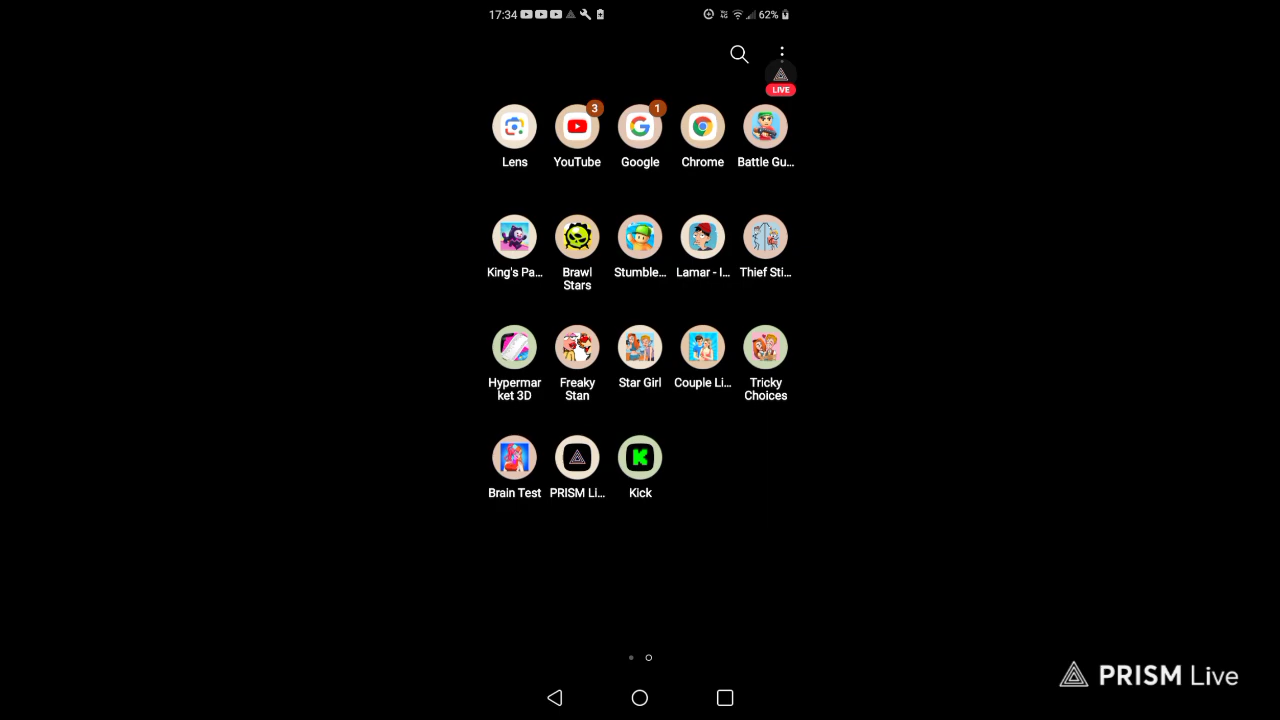 17:34
62%
LIVE
3
1
Lens YouTube Google Chrome Battle Gu...
King's Pa... Brawl Stars Stumble... Lamar - I... Thief Sti...
Hypermar
ket 3D
Freaky
Stan
Star Girl
Couple Li...
Tricky
Choices
Brain Test PRISM Li... Kick
PRISM Live